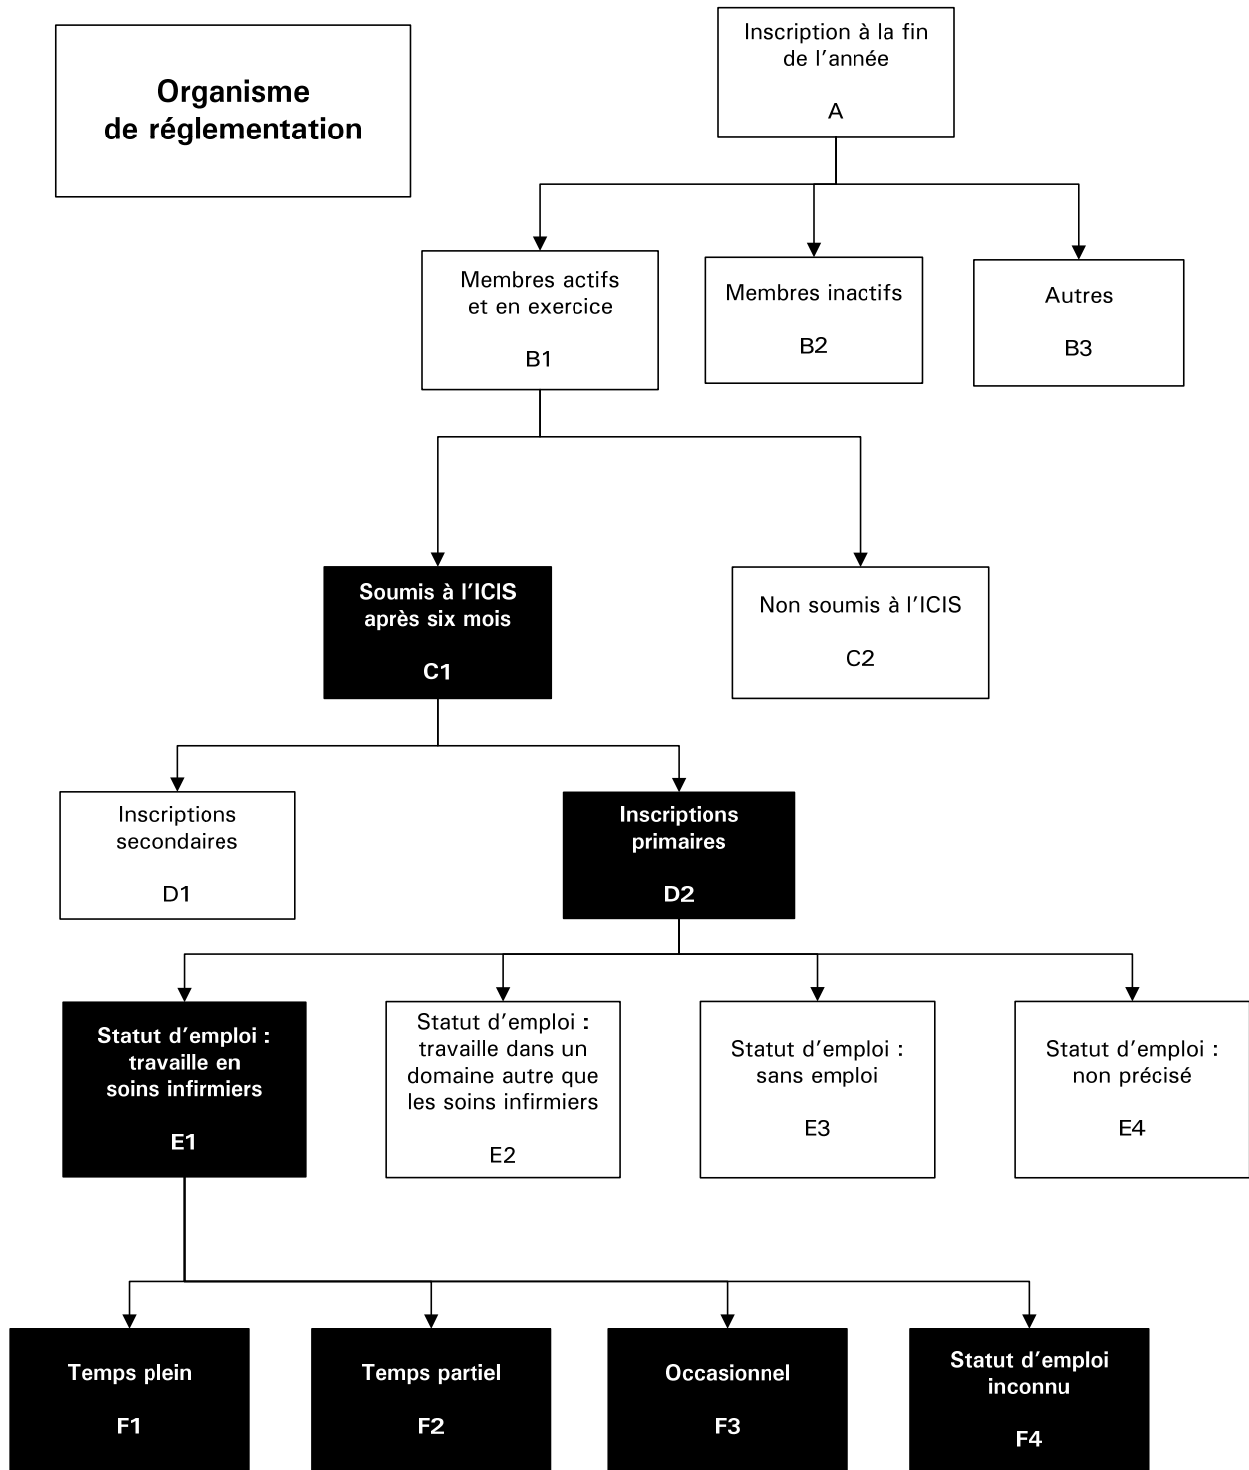 Organisme
de réglementation
Inscription à la fin
de l'année
A
Membres actifs
et en exercice
B1
Membres inactifs
B2
Autres
B3
Soumis à l'ICIS
après six mois
C1
Non soumis à l'ICIS
C2
Inscriptions
secondaires
D1
Inscriptions
primaires
D2
Statut d'emploi :
travaille en
soins infirmiers
E1
Statut d'emploi :
travaille dans un
domaine autre que
les soins infirmiers
E2
Statut d'emploi :
sans emploi
E3
Statut d'emploi :
non précisé
E4
Temps plein
F1
Temps partiel
F2
Occasionnel
F3
Statut d'emploi
inconnu
F4